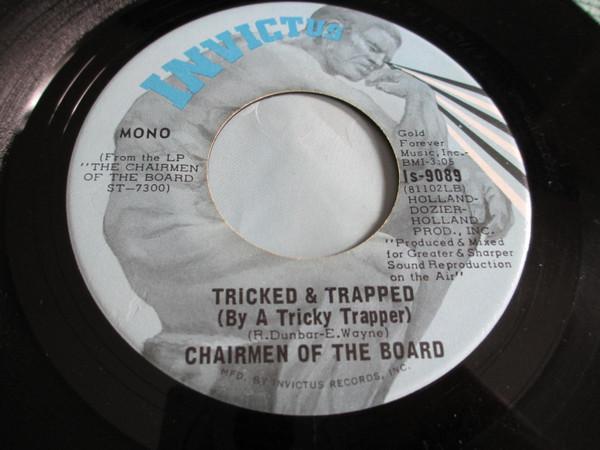 INVICTUS
MONO
(From the LP
"THE CHAIRMEN
OF THE BOARD
ST-7300)
Gold
Forever
Music, Inc.-
BMI-3:05
Is-9089
(81102LB)
HOLLAND-
DOZIER-
HOLLAND
PROD., INC.
"Produced & Mixed
for Greater & Sharper
Sound Reproduction
on the Air"
TRICKED & TRAPPED
(By A Tricky Trapper)
(R.Dunbar-E.Wayne)
CHAIRMEN OF THE BOARD
MFD. BY INVICTUS RECORDS, INC.